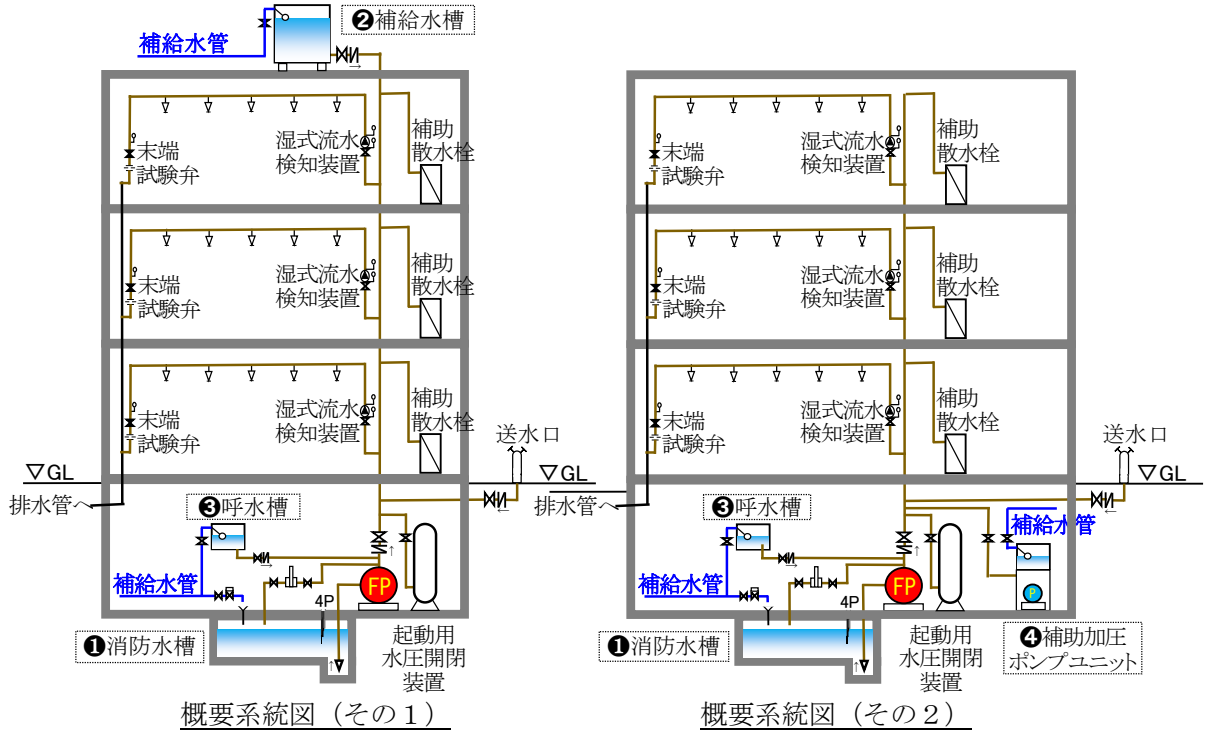 ❷補給水槽
補給水管
末端
試験弁
湿式流水
検知装置
補助
散水栓
末端
試験弁
湿式流水
検知装置
補助
散水栓
末端
試験弁
湿式流水
検知装置
補助
散水栓
送水口
▽GL
排水管へ
❸呼水槽
補給水管
FP
4P
❶消防水槽
起動用
水圧開閉
装置
概要系統図（その１）
末端
試験弁
湿式流水
検知装置
補助
散水栓
末端
試験弁
湿式流水
検知装置
補助
散水栓
末端
試験弁
湿式流水
検知装置
補助
散水栓
送水口
▽GL
▽GL
排水管へ
❸呼水槽
補給水管
補給水管
FP
P
4P
❶消防水槽
起動用
水圧開閉
装置
❹補助加圧
ポンプユニット
概要系統図（その２）